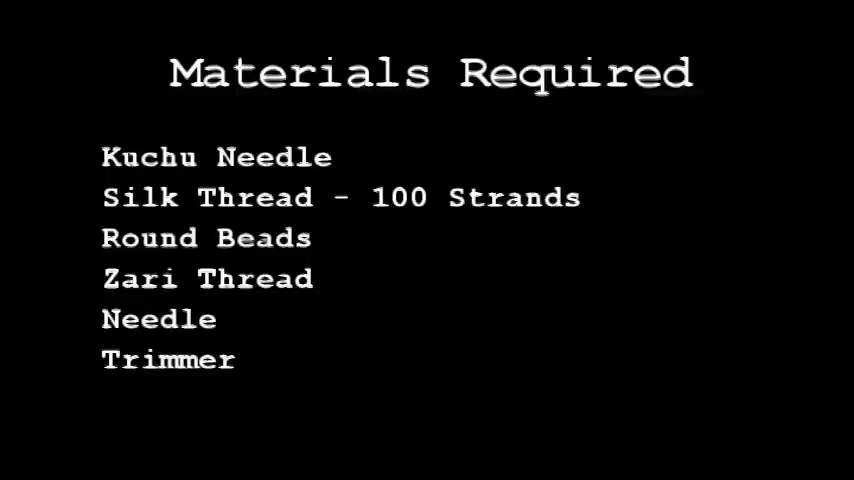 Materials Required
Kuchu Needle
Silk Thread - 100 Strands
Round Beads
Zari Thread
Needle
Trimmer